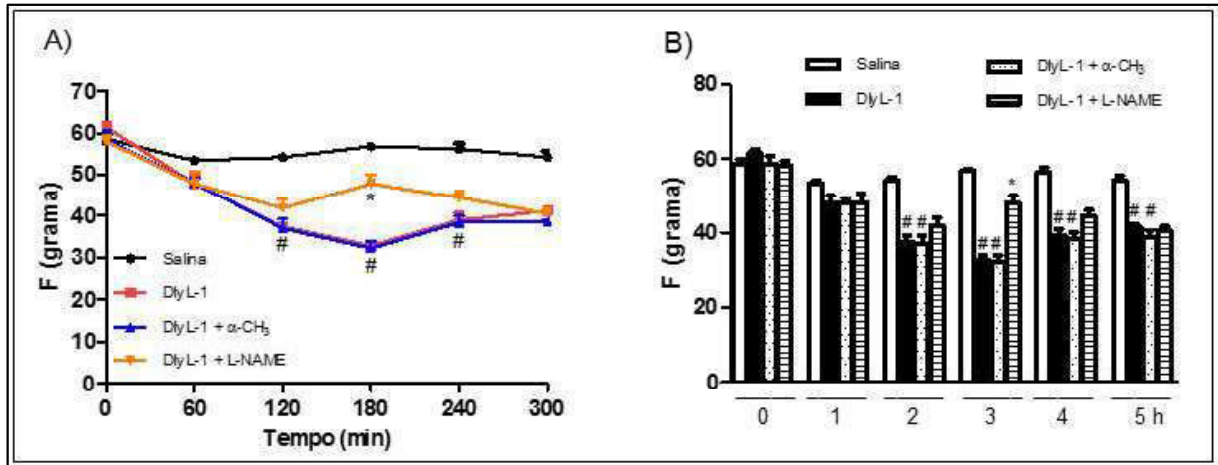 A)
70
60
50
40
30
20
10
0
F (grama)
*
#
#
#
Salina
DlyL-1
DlyL-1 + α-CH₃
DlyL-1 + L-NAME
0 60 120 180 240 300
Tempo (min)
B)
Salina
DlyL-1
DlyL-1 + α-CH₃
DlyL-1 + L-NAME
80
60
40
20
0
F (grama)
# #
# #
*
# #
# #
0 1 2 3 4 5 h